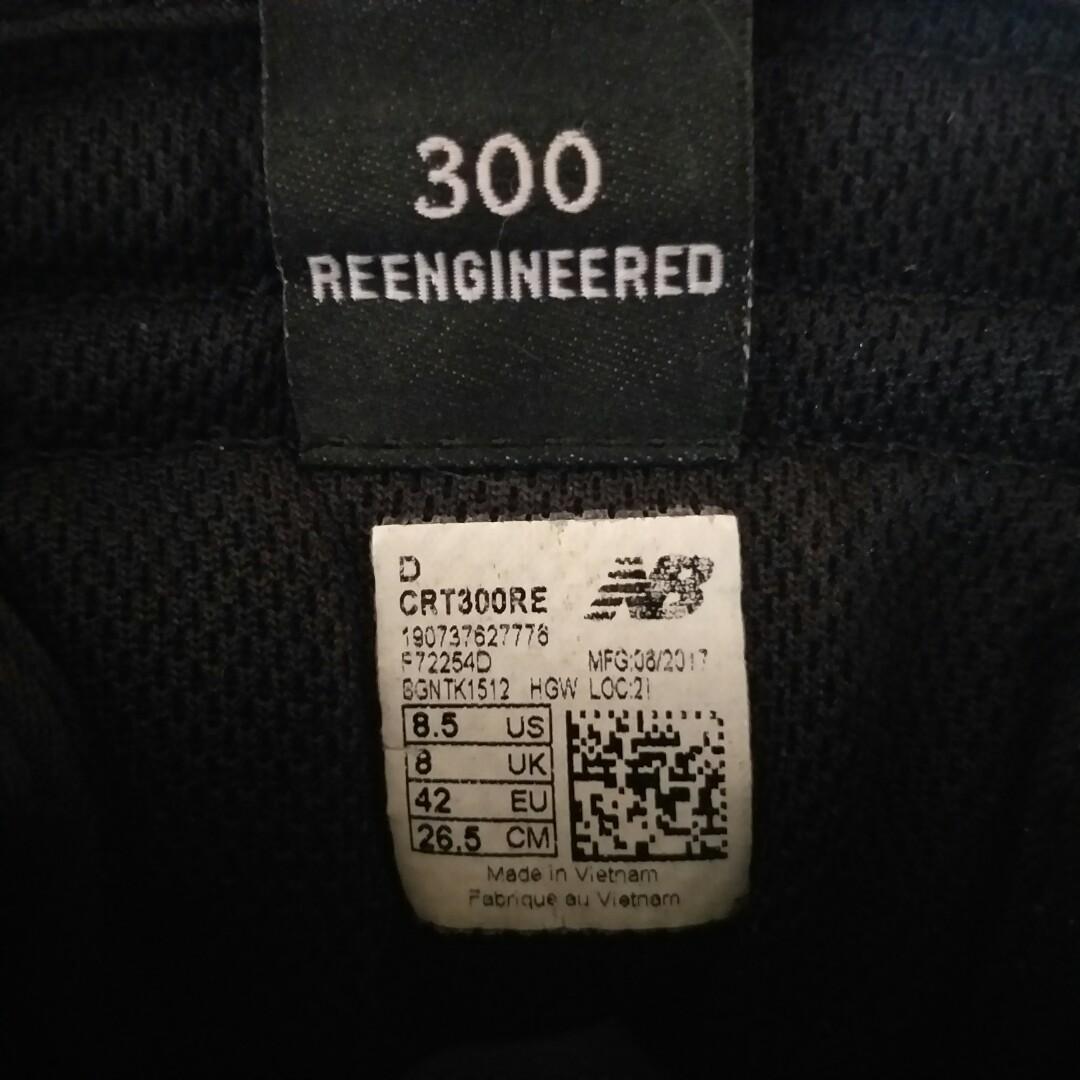 300
REENGINEERED
D
NB
CRT300RE
190737627776
F72254D MFG:08/2017
BGNTK1512 HGW LOC:21
8.5 US
8 UK
42 EU
26.5 CM
Made in Vietnam
Fabrique au Vietnam